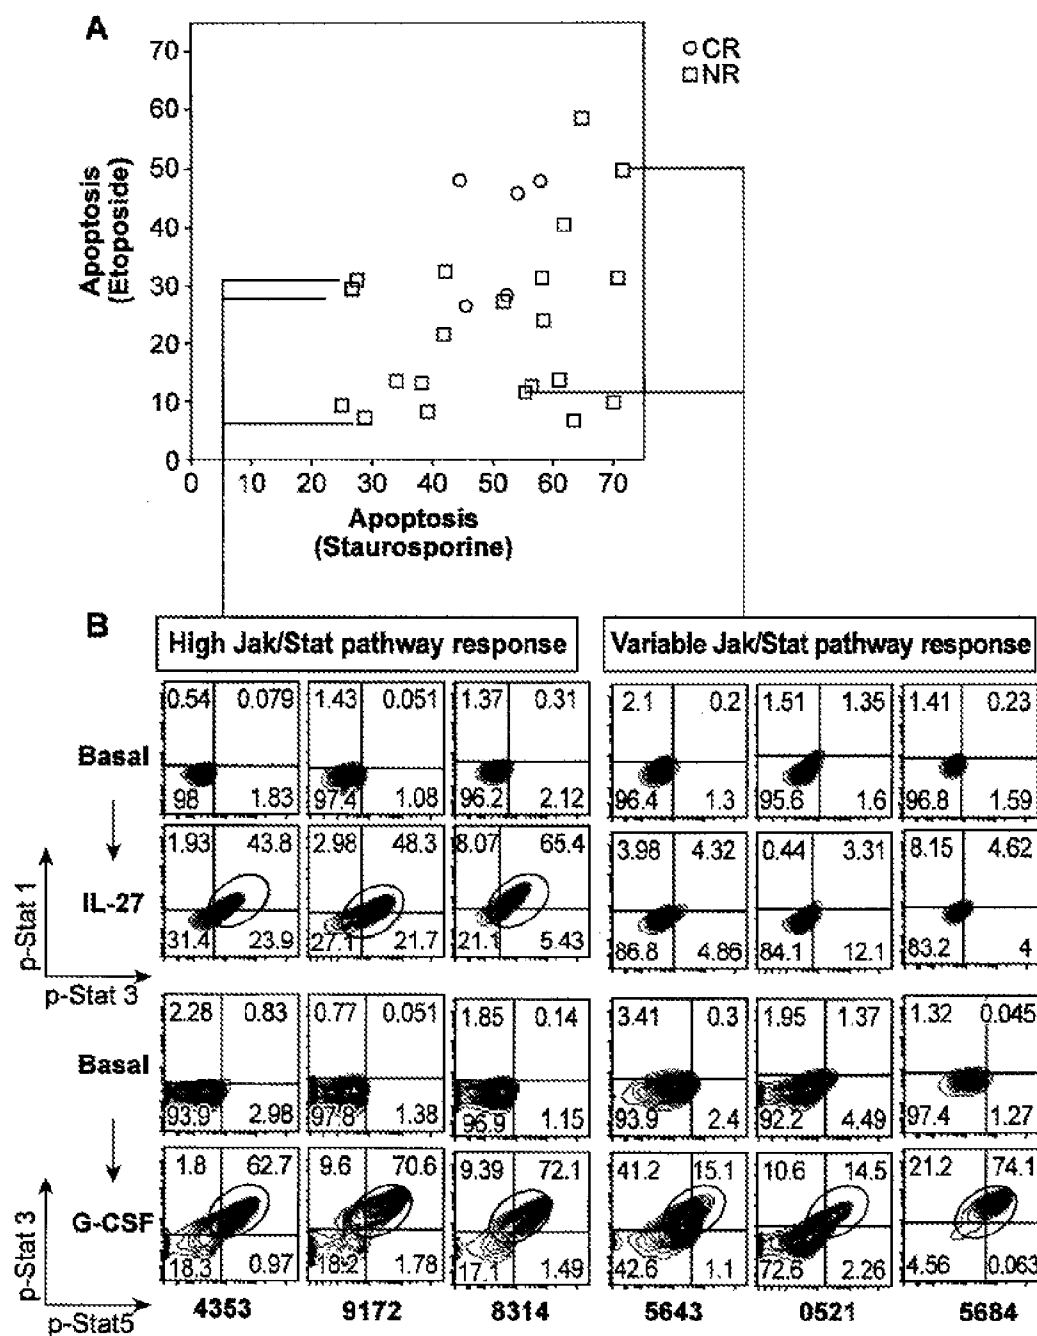 A
CR
NR
70
60
50
40
30
20
10
0
Apoptosis
(Etoposide)
0 10 20 30 40 50 60 70
Apoptosis
(Staurosporine)
B
High Jak/Stat pathway response
Variable Jak/Stat pathway response
Basal
0.54 0.079 1.43 0.051 1.37 0.31 2.1 0.2 1.51 1.35 1.41 0.23
98 1.83 97.4 1.08 96.2 2.12 96.4 1.3 95.6 1.6 96.8 1.59
IL-27
1.93 43.8 2.98 48.3 8.07 65.4 3.98 4.32 0.44 3.31 8.15 4.62
31.4 23.9 27.1 21.7 21.1 5.43 86.8 4.86 84.1 12.1 83.2 4
p-Stat 1
p-Stat 3
Basal
2.28 0.83 0.77 0.051 1.85 0.14 3.41 0.3 1.95 1.37 1.32 0.045
93.9 2.98 97.8 1.38 96.9 1.15 93.9 2.4 92.2 4.49 97.4 1.27
G-CSF
1.8 62.7 9.6 70.6 9.39 72.1 41.2 15.1 10.6 14.5 21.2 74.1
18.3 0.97 18.2 1.78 17.1 1.49 42.6 1.1 72.6 2.26 4.56 0.063
p-Stat 3
p-Stat5
4353 9172 8314 5643 0521 5684